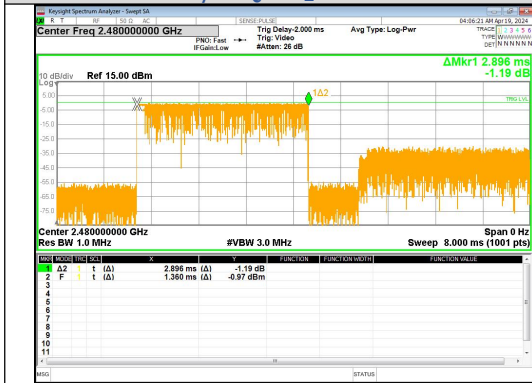 Keysight Spectrum Analyzer - Swept SA
R T RF 50 Ω AC SENSE:PULSE 04:06:21 AM Apr 19, 2024
Center Freq 2.480000000 GHz Trig Delay-2.000 ms Avg Type: Log-Pwr TRACE 1 2 3 4 5 6
PNO: Fast Trig: Video TYPE WWWWWW
IFGain:Low #Atten: 26 dB DET N N N N N N
ΔMkr1 2.896 ms
-1.19 dB
10 dB/div Ref 15.00 dBm
Log
1Δ2
5.00
TRIG LVL
-5.00
-15.0
-25.0
-35.0
-45.0
-55.0
-65.0
-75.0
Center 2.480000000 GHz Span 0 Hz
Res BW 1.0 MHz #VBW 3.0 MHz Sweep 8.000 ms (1001 pts)
MKR MODE TRC SCL X Y FUNCTION FUNCTION WIDTH FUNCTION VALUE
1 Δ2 1 t (Δ) 2.896 ms (Δ) -1.19 dB
2 F 1 t 1.360 ms -0.97 dBm
3
4
5
6
7
8
9
10
11
MSG STATUS